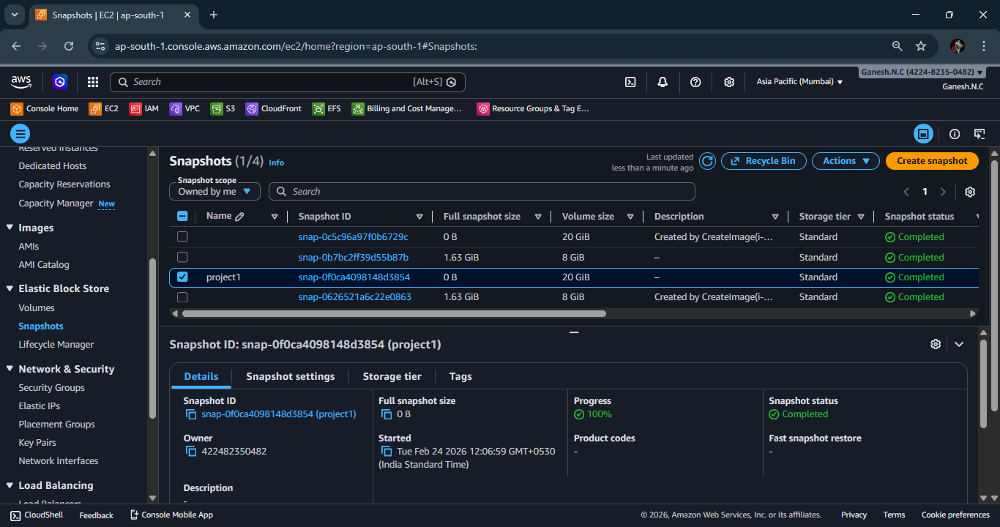 Snapshots | EC2 | ap-south-1
ap-south-1.console.aws.amazon.com/ec2/home?region=ap-south-1#Snapshots:
aws
Search [Alt+S]
Asia Pacific (Mumbai)
Ganesh.N.C (4224-8235-0482)
Ganesh.N.C
Console Home EC2 IAM VPC S3 CloudFront EFS Billing and Cost Manage... Resource Groups & Tag E...
Reserved Instances
Dedicated Hosts
Capacity Reservations
Capacity Manager New
Images
AMIs
AMI Catalog
Elastic Block Store
Volumes
Snapshots
Lifecycle Manager
Network & Security
Security Groups
Elastic IPs
Placement Groups
Key Pairs
Network Interfaces
Load Balancing
Load Balancers
Snapshots (1/4) Info
Last updated
less than a minute ago
Recycle Bin
Actions
Create snapshot
Snapshot scope
Owned by me
Search
1
Name Snapshot ID Full snapshot size Volume size Description Storage tier Snapshot status
snap-0c5c96a97f0b6729c 0 B 20 GiB Created by CreateImage(i-... Standard Completed
snap-0b7bc2ff39d55b87b 1.63 GiB 8 GiB – Standard Completed
project1 snap-0f0ca4098148d3854 0 B 20 GiB – Standard Completed
snap-0626521a6c22e0863 1.63 GiB 8 GiB Created by CreateImage(i-... Standard Completed
Snapshot ID: snap-0f0ca4098148d3854 (project1)
Details Snapshot settings Storage tier Tags
Snapshot ID
snap-0f0ca4098148d3854 (project1)
Full snapshot size
0 B
Progress
100%
Snapshot status
Completed
Owner
422482350482
Started
Tue Feb 24 2026 12:06:59 GMT+0530
(India Standard Time)
Product codes
-
Fast snapshot restore
-
Description
-
CloudShell Feedback Console Mobile App
© 2026, Amazon Web Services, Inc. or its affiliates. Privacy Terms Cookie preferences